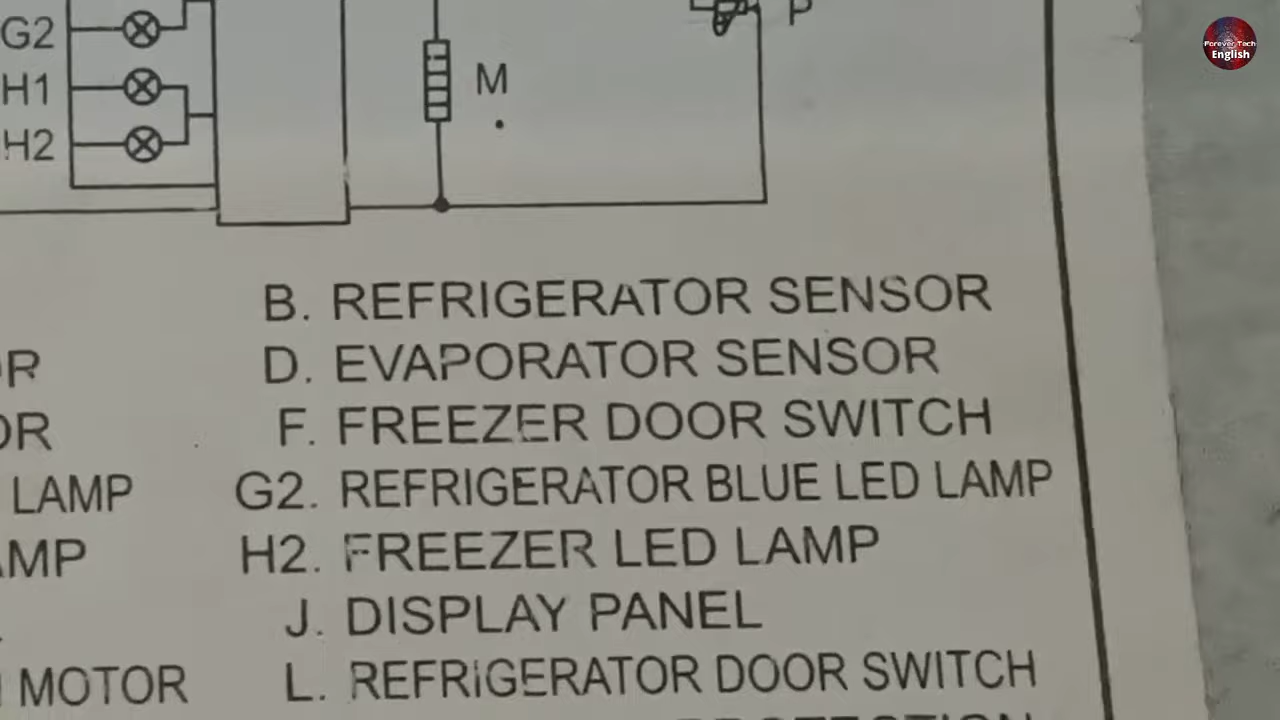 G2
P
Forever Tech
English
H1
M
H2
B. REFRIGERATOR SENSOR
D. EVAPORATOR SENSOR
F. FREEZER DOOR SWITCH
LAMP G2. REFRIGERATOR BLUE LED LAMP
H2. FREEZER LED LAMP
J. DISPLAY PANEL
MOTOR L. REFRIGERATOR DOOR SWITCH